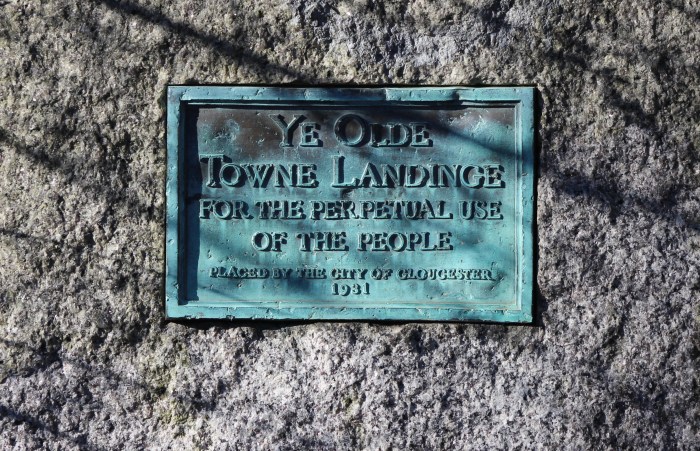 Ye Olde
Towne Landinge
FOR THE PERPETUAL USE
OF THE PEOPLE
PLACED BY THE CITY OF GLOUCESTER
1931